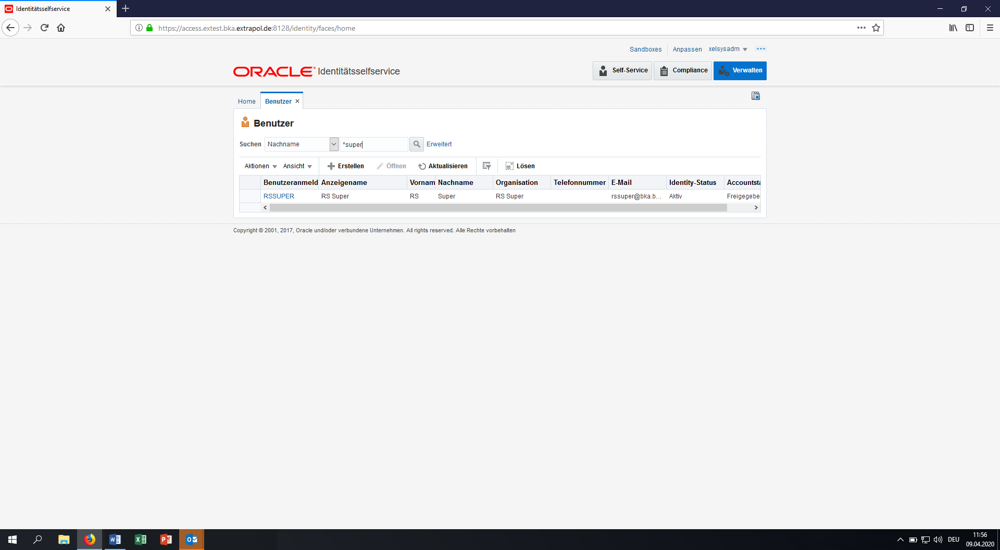 Identitätsselfservice
https://access.extest.bka.extrapol.de:8128/identity/faces/home
Sandboxes Anpassen xelsysadm
ORACLE Identitätsselfservice
Self-Service Compliance Verwalten
Home Benutzer
Benutzer
Suchen Nachname *super Erweitert
Aktionen Ansicht Erstellen Öffnen Aktualisieren Lösen
Benutzeranmeld Anzeigename Vornam Nachname Organisation Telefonnummer E-Mail Identity-Status Accountsta
RSSUPER RS Super RS Super RS Super rssuper@bka.b... Aktiv Freigegebe
Copyright © 2001, 2017, Oracle und/oder verbundene Unternehmen. All rights reserved. Alle Rechte vorbehalten
DEU 11:56
09.04.2020